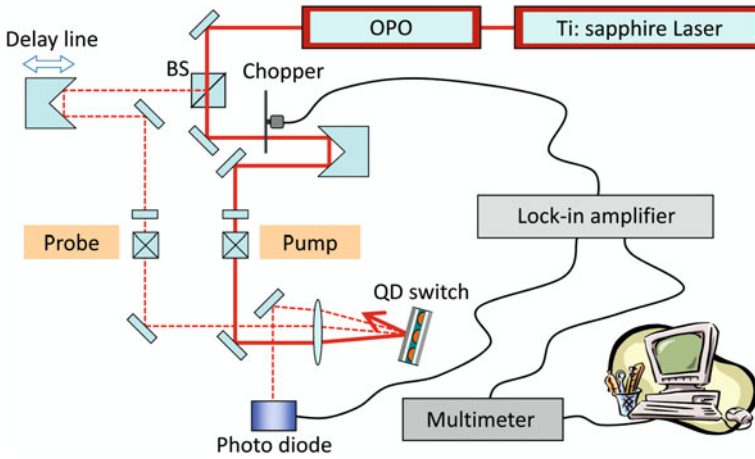 OPO
Ti: sapphire Laser
Delay line
BS
Chopper
Lock-in amplifier
Probe
Pump
QD switch
Multimeter
Photo diode